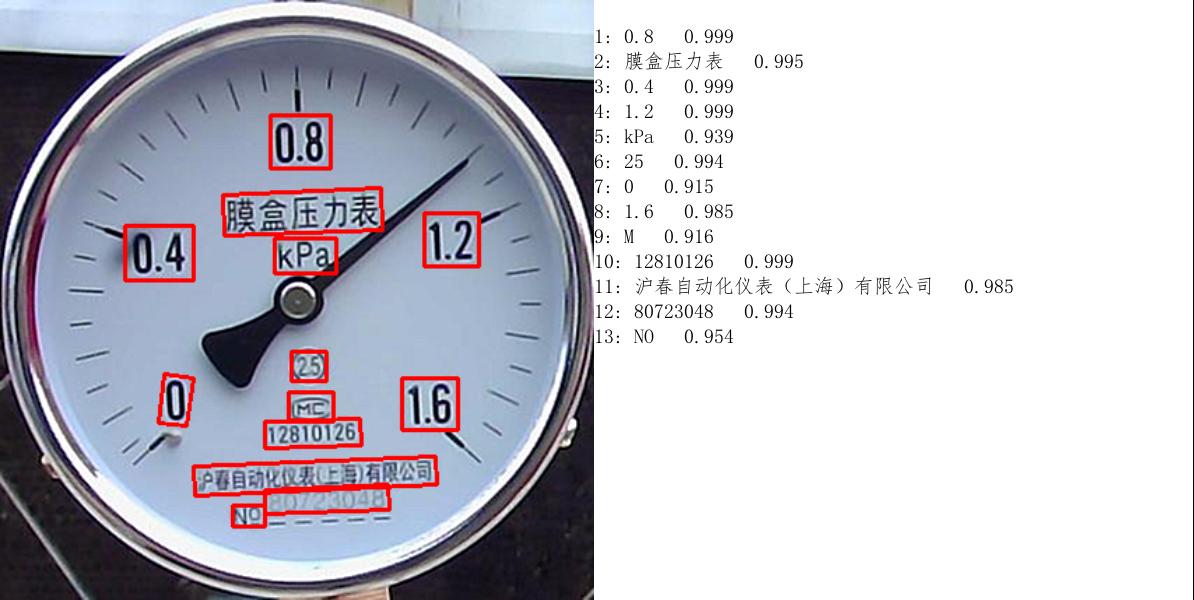 0.8
膜盒压力表
0.4
kPa
1.2
25
0
MC
1.6
12810126
沪春自动化仪表(上海)有限公司
NO 80723048
1: 0.8 0.999
2: 膜盒压力表 0.995
3: 0.4 0.999
4: 1.2 0.999
5: kPa 0.939
6: 25 0.994
7: 0 0.915
8: 1.6 0.985
9: M 0.916
10: 12810126 0.999
11: 沪春自动化仪表（上海）有限公司 0.985
12: 80723048 0.994
13: NO 0.954